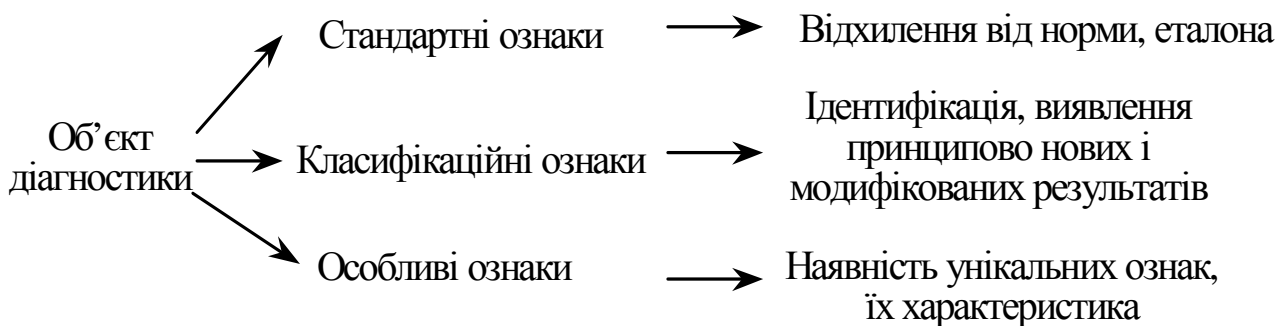 Стандартні ознаки
Відхилення від норми, еталона
Об’єкт
діагностики
Класифікаційні ознаки
Ідентифікація, виявлення
принципово нових і
модифікованих результатів
Особливі ознаки
Наявність унікальних ознак,
їх характеристика